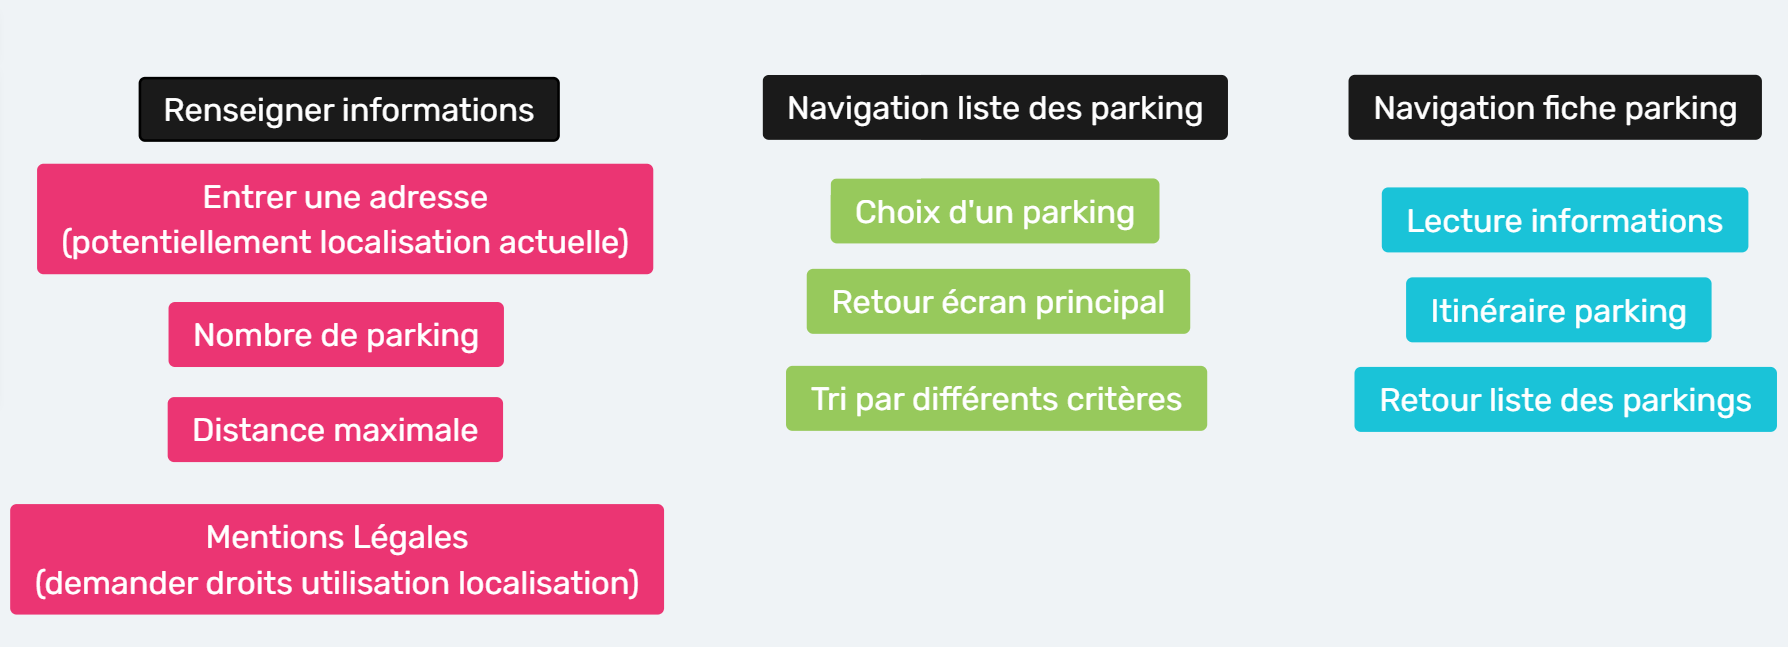 Renseigner informations
Entrer une adresse
(potentiellement localisation actuelle)
Nombre de parking
Distance maximale
Mentions Légales
(demander droits utilisation localisation)
Navigation liste des parking
Choix d'un parking
Retour écran principal
Tri par différents critères
Navigation fiche parking
Lecture informations
Itinéraire parking
Retour liste des parkings